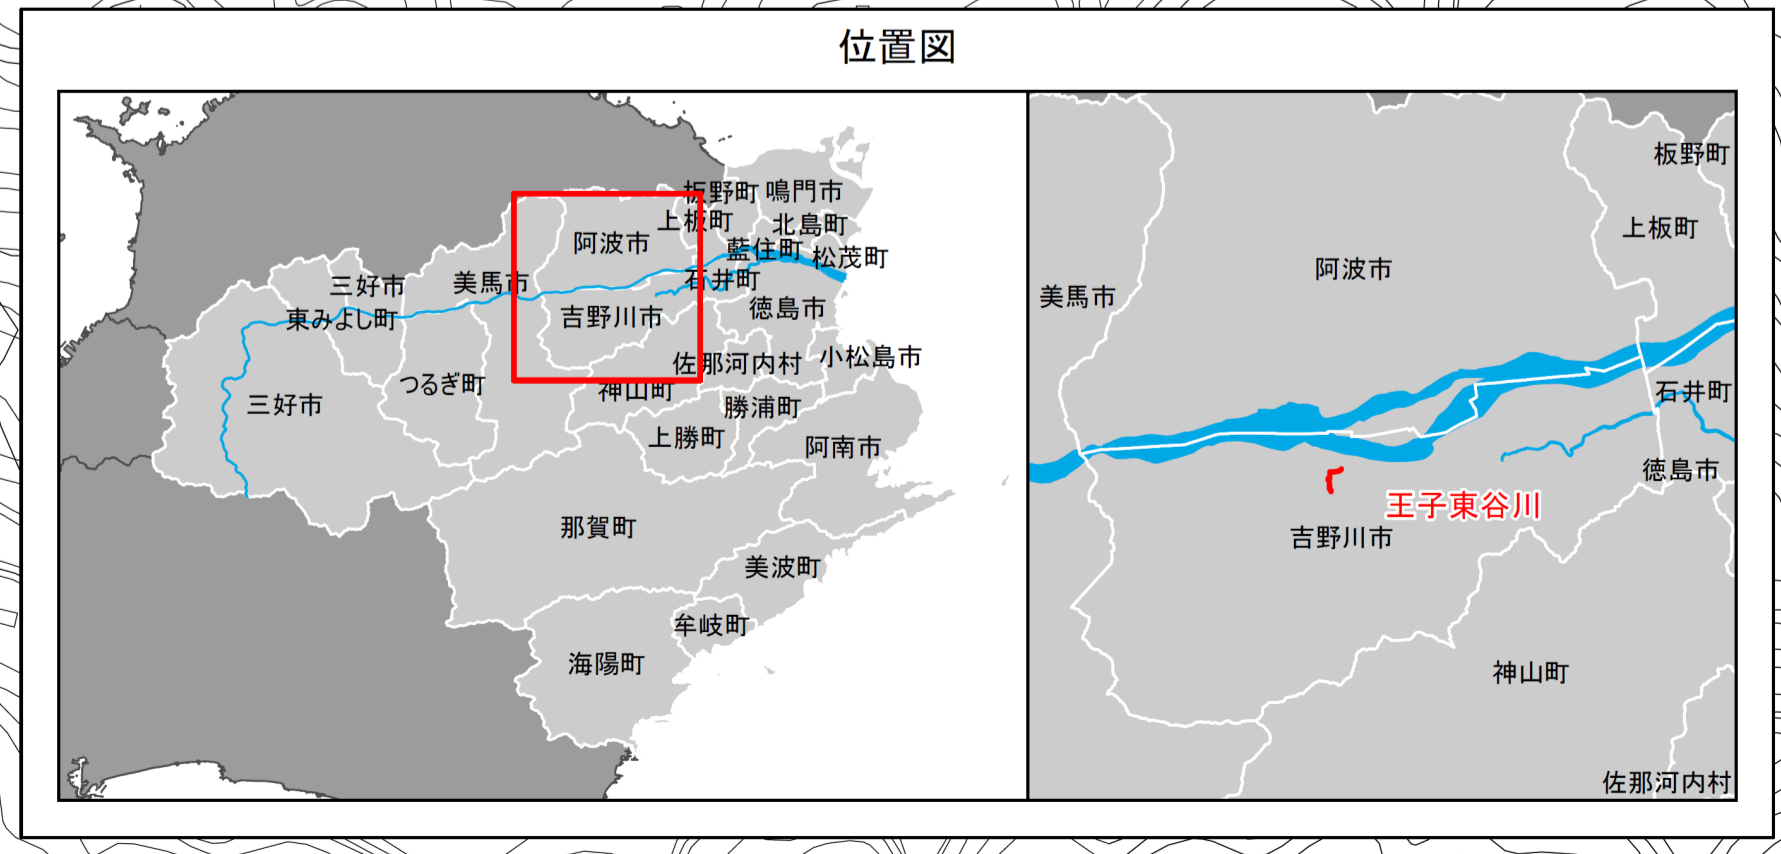 位置図
板野町
鳴門市
上板町
北島町
阿波市
藍住町
松茂町
美馬市
石井町
三好市
東みよし町
吉野川市
徳島市
佐那河内村
小松島市
つるぎ町
神山町
三好市
勝浦町
上勝町
阿南市
那賀町
美波町
牟岐町
海陽町
板野町
上板町
阿波市
美馬市
石井町
徳島市
王子東谷川
吉野川市
神山町
佐那河内村